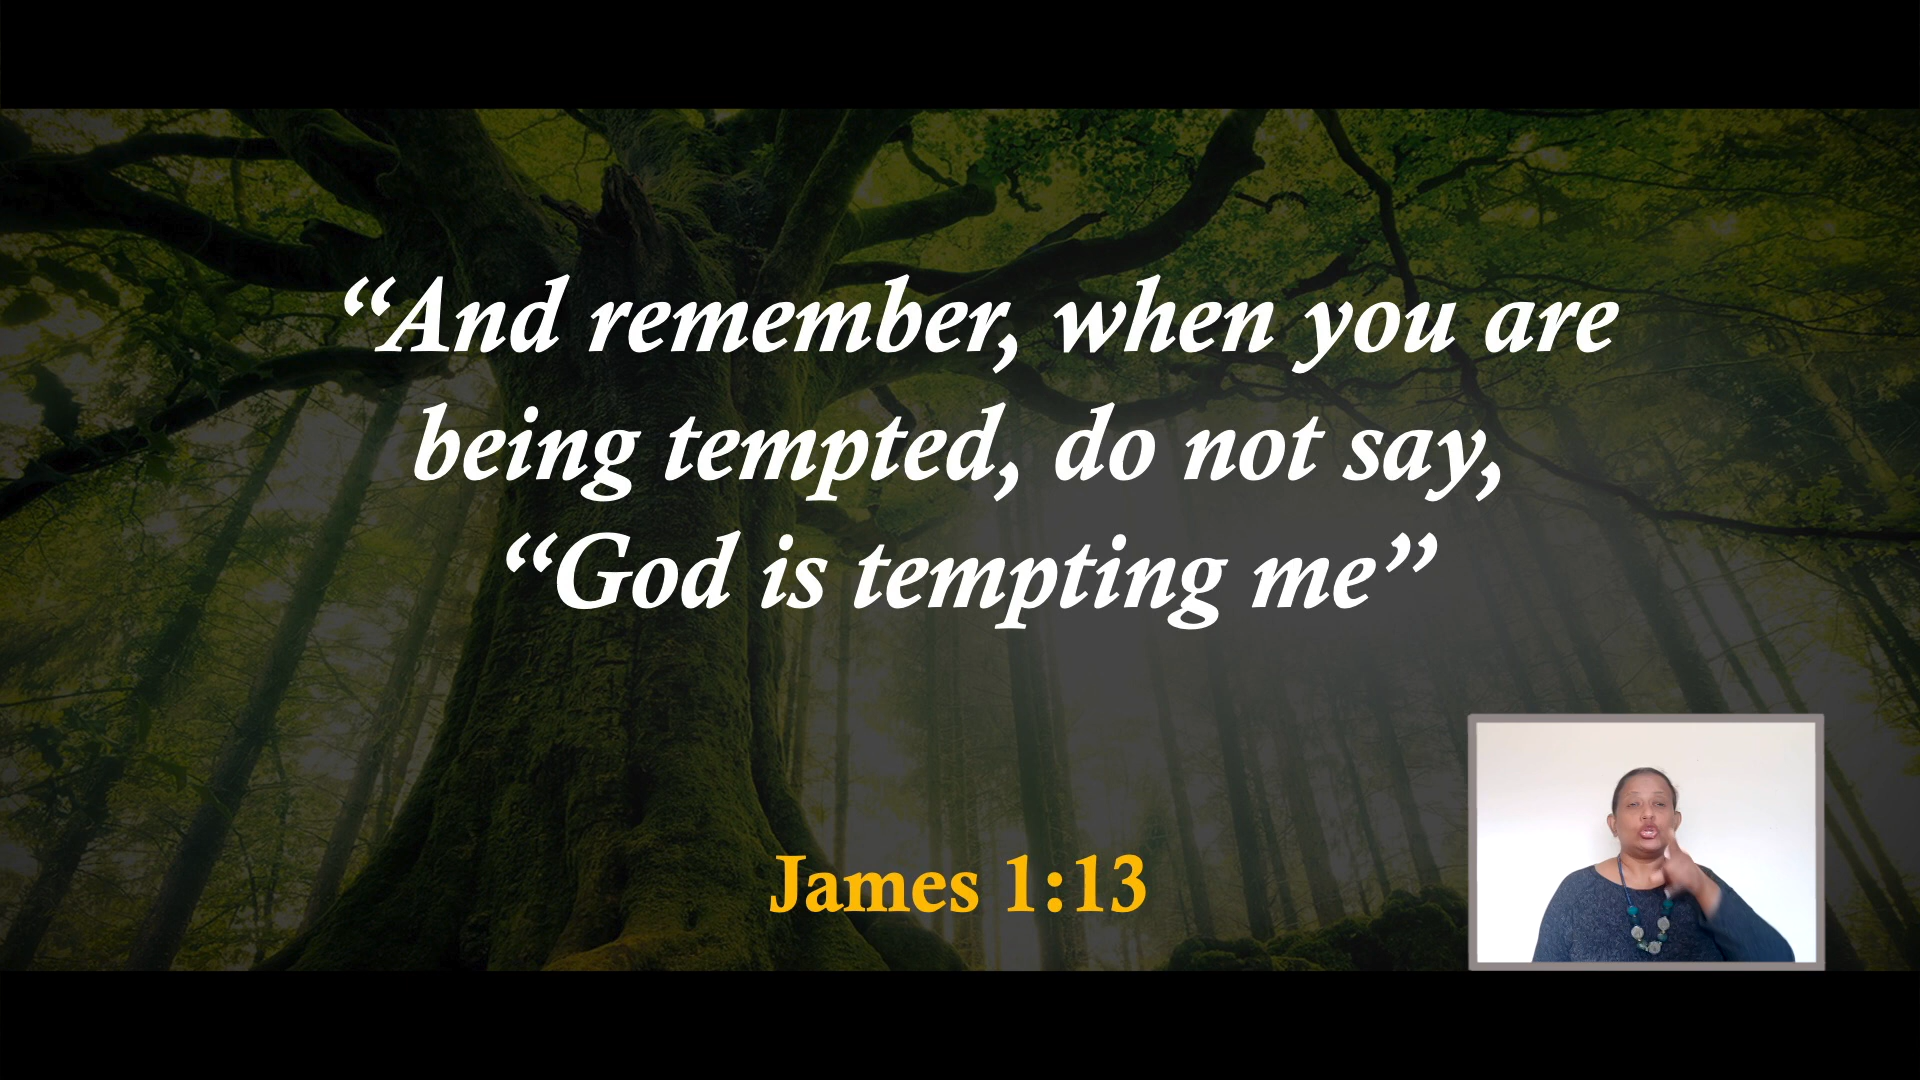 “And remember, when you are
being tempted, do not say,
“God is tempting me”
James 1:13